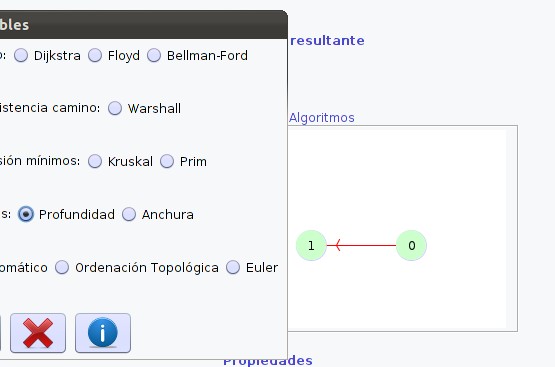 bles
resultante
o: Dijkstra Floyd Bellman-Ford
istencia camino: Warshall
Algoritmos
sión mínimos: Kruskal Prim
s: Profundidad Anchura
1 0
omático Ordenación Topológica Euler
i
Propiedades